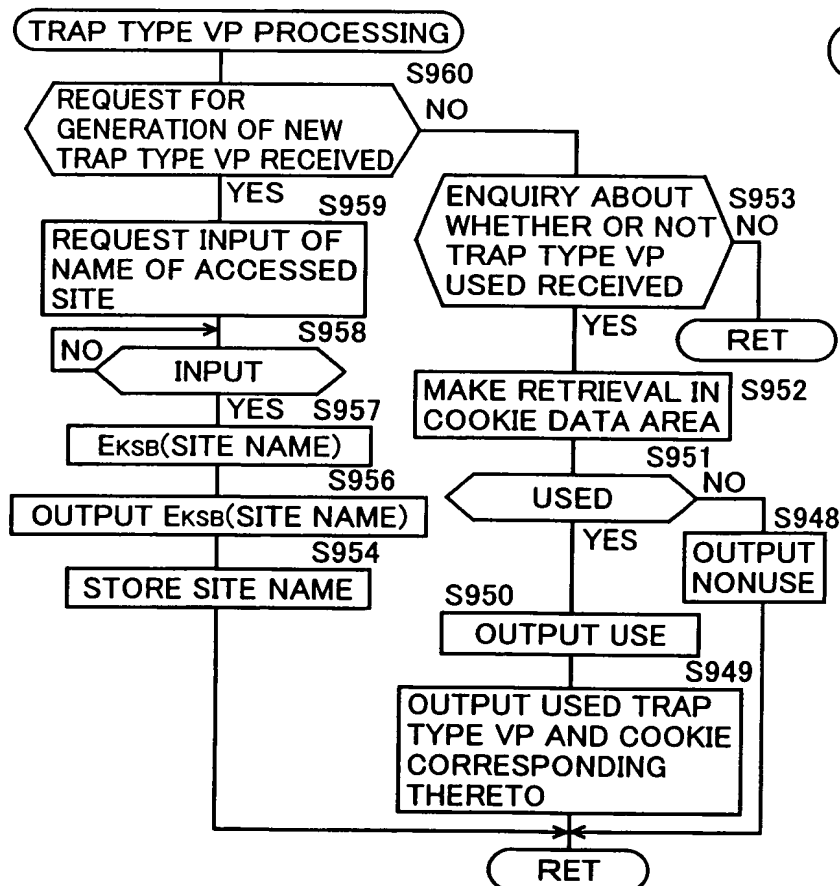 TRAP TYPE VP PROCESSING
S960
REQUEST FOR
GENERATION OF NEW
TRAP TYPE VP RECEIVED
NO
YES
S959
REQUEST INPUT OF
NAME OF ACCESSED
SITE
S958
NO
INPUT
YES
S957
EKSB(SITE NAME)
S956
OUTPUT EKSB(SITE NAME)
S954
STORE SITE NAME
ENQUIRY ABOUT
WHETHER OR NOT
TRAP TYPE VP
USED RECEIVED
S953
NO
YES
RET
MAKE RETRIEVAL IN
COOKIE DATA AREA
S952
S951
USED
NO
YES
S948
OUTPUT
NONUSE
S950
OUTPUT USE
S949
OUTPUT USED TRAP
TYPE VP AND COOKIE
CORRESPONDING
THERETO
RET